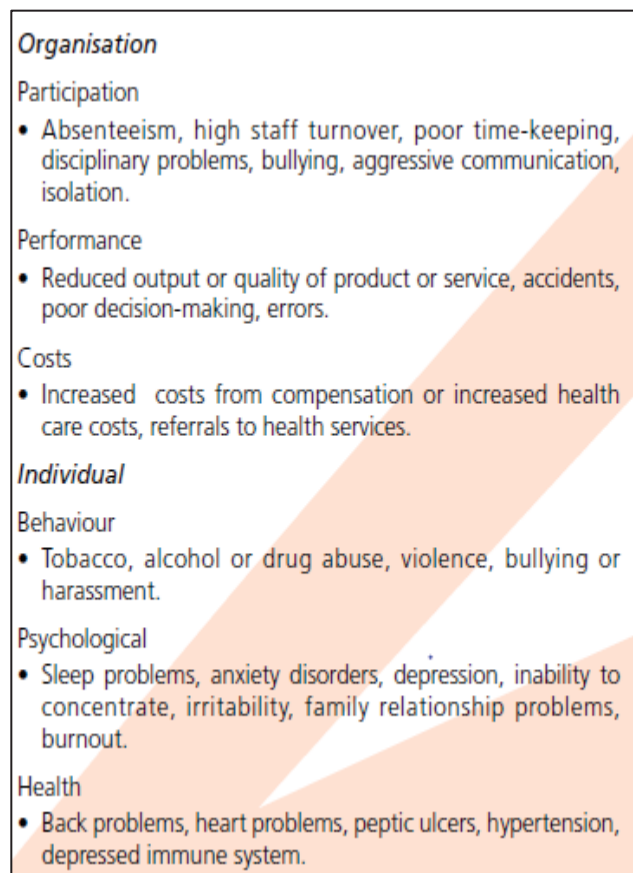 Organisation
Participation
• Absenteeism, high staff turnover, poor time-keeping,
disciplinary problems, bullying, aggressive communication,
isolation.
Performance
• Reduced output or quality of product or service, accidents,
poor decision-making, errors.
Costs
• Increased costs from compensation or increased health
care costs, referrals to health services.
Individual
Behaviour
• Tobacco, alcohol or drug abuse, violence, bullying or
harassment.
Psychological
• Sleep problems, anxiety disorders, depression, inability to
concentrate, irritability, family relationship problems,
burnout.
Health
• Back problems, heart problems, peptic ulcers, hypertension,
depressed immune system.